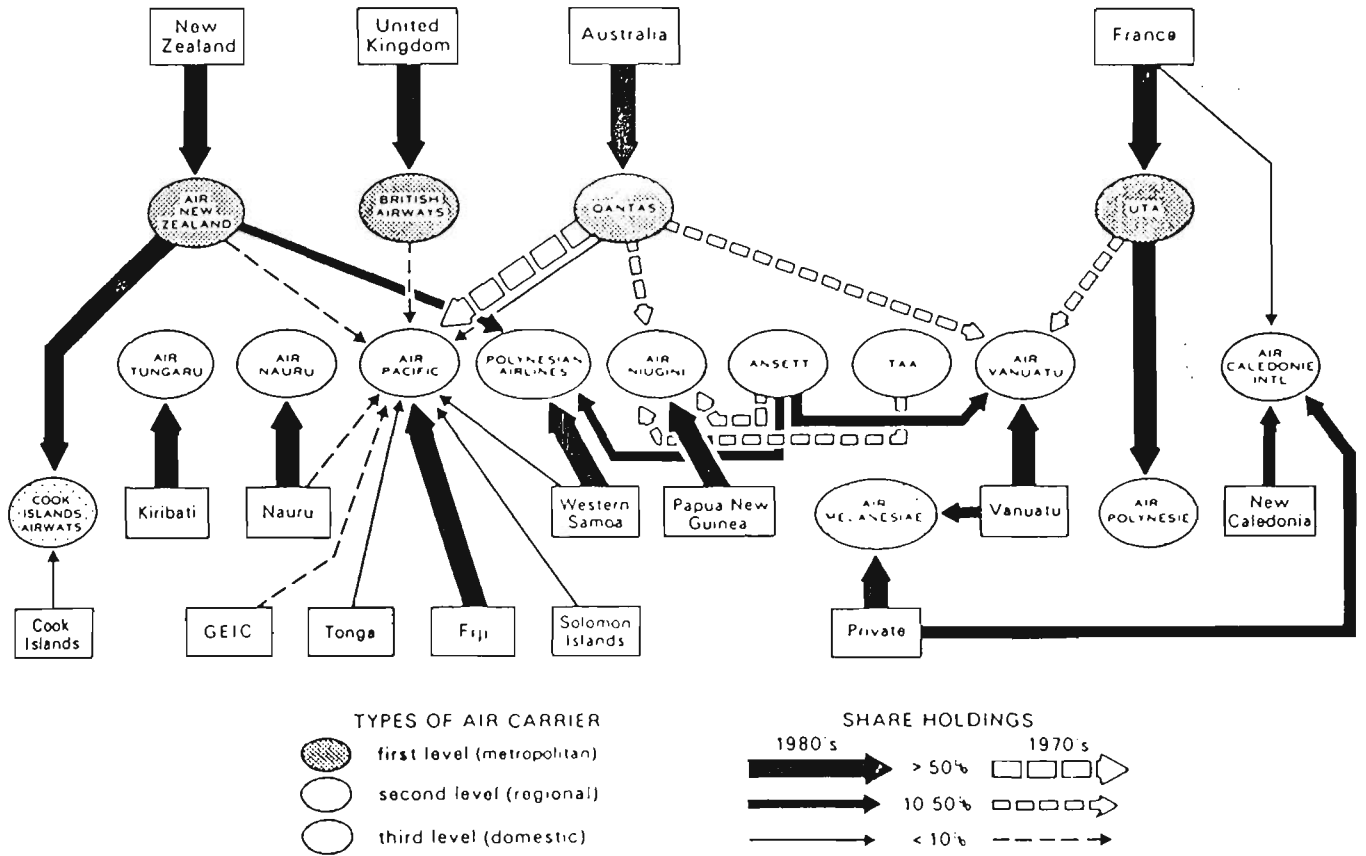 New
Zealand
United
Kingdom
Australia
France
AIR
NEW
ZEALAND
BRITISH
AIRWAYS
QANTAS
UTA
AIR
TUNGARU
AIR
NAURU
AIR
PACIFIC
POLYNESIAN
AIRLINES
AIR
NIUGINI
ANSETT
TAA
AIR
VANUATU
AIR
CALEDONIE
INTL
COOK
ISLANDS
AIRWAYS
Kiribati
Nauru
Western
Samoa
Papua New
Guinea
AIR
MELANESIAE
Vanuatu
AIR
POLYNESIE
New
Caledonia
Cook
Islands
GEIC
Tonga
Fiji
Solomon
Islands
Private
TYPES OF AIR CARRIER
first level (metropolitan)
second level (regional)
third level (domestic)
SHARE HOLDINGS
1980's 1970's
> 50%
10 50%
< 10%